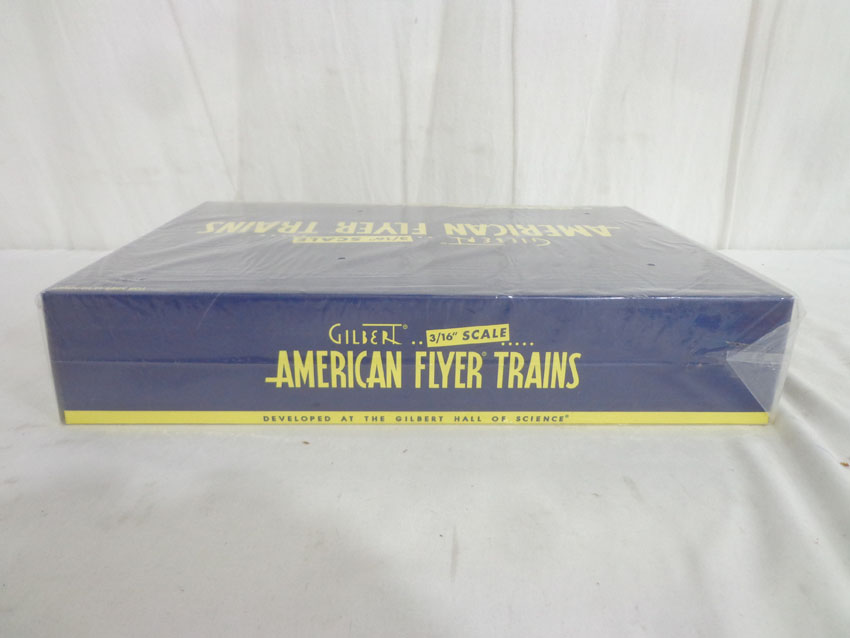 GILBERT® .. 3/16" SCALE .....
AMERICAN FLYER® TRAINS
DEVELOPED AT THE GILBERT HALL OF SCIENCE®
GILBERT 3/16" SCALE
AMERICAN FLYER TRAINS